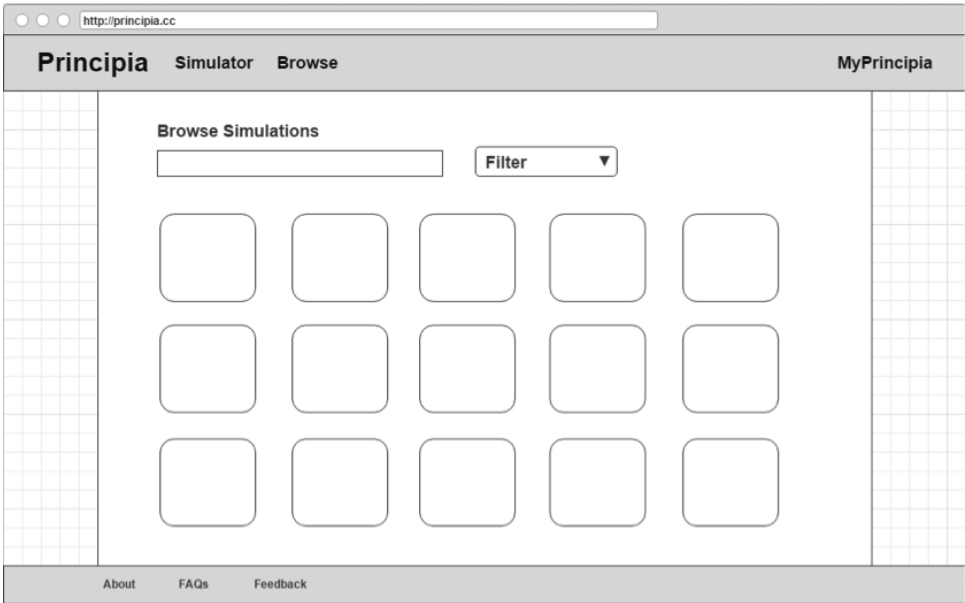 http://principia.cc
Principia Simulator Browse MyPrincipia
Browse Simulations
Filter
About FAQs Feedback